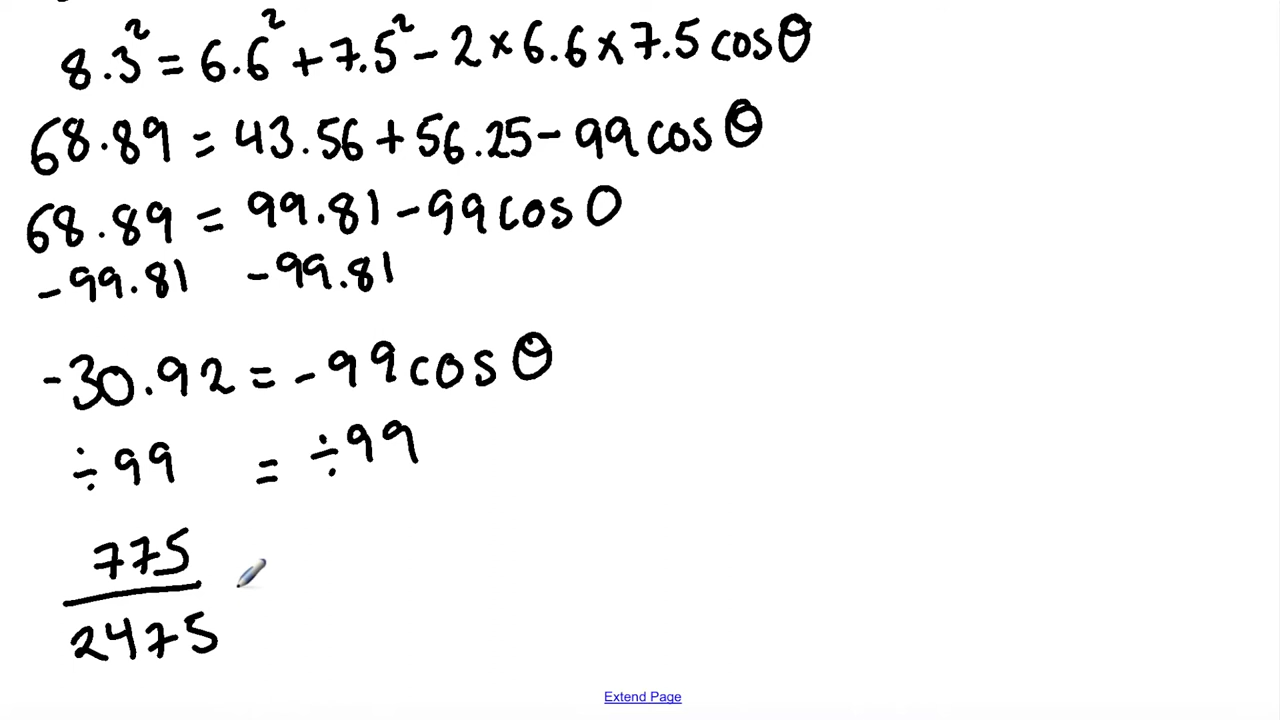 8.3² = 6.6² + 7.5² - 2 × 6.6 × 7.5 cos θ
68.89 = 43.56 + 56.25 - 99 cos θ
68.89 = 99.81 - 99 cos 0
-99.81 -99.81
-30.92 = -99 cos θ
÷99 = ÷99
775
2475
Extend Page